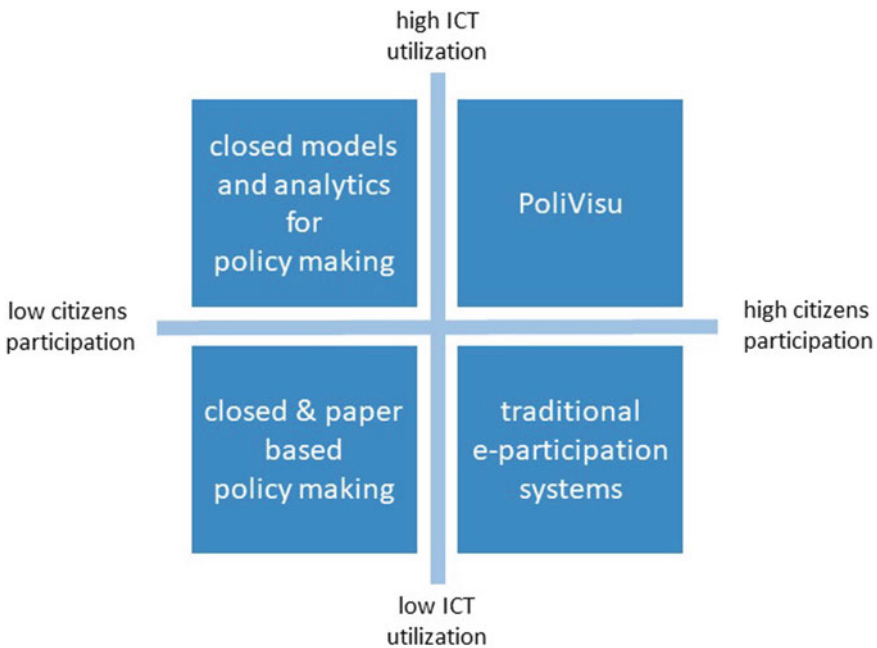 high ICT
utilization
closed models
and analytics
for
policy making
PoliVisu
low citizens
participation
high citizens
participation
closed & paper
based
policy making
traditional
e-participation
systems
low ICT
utilization